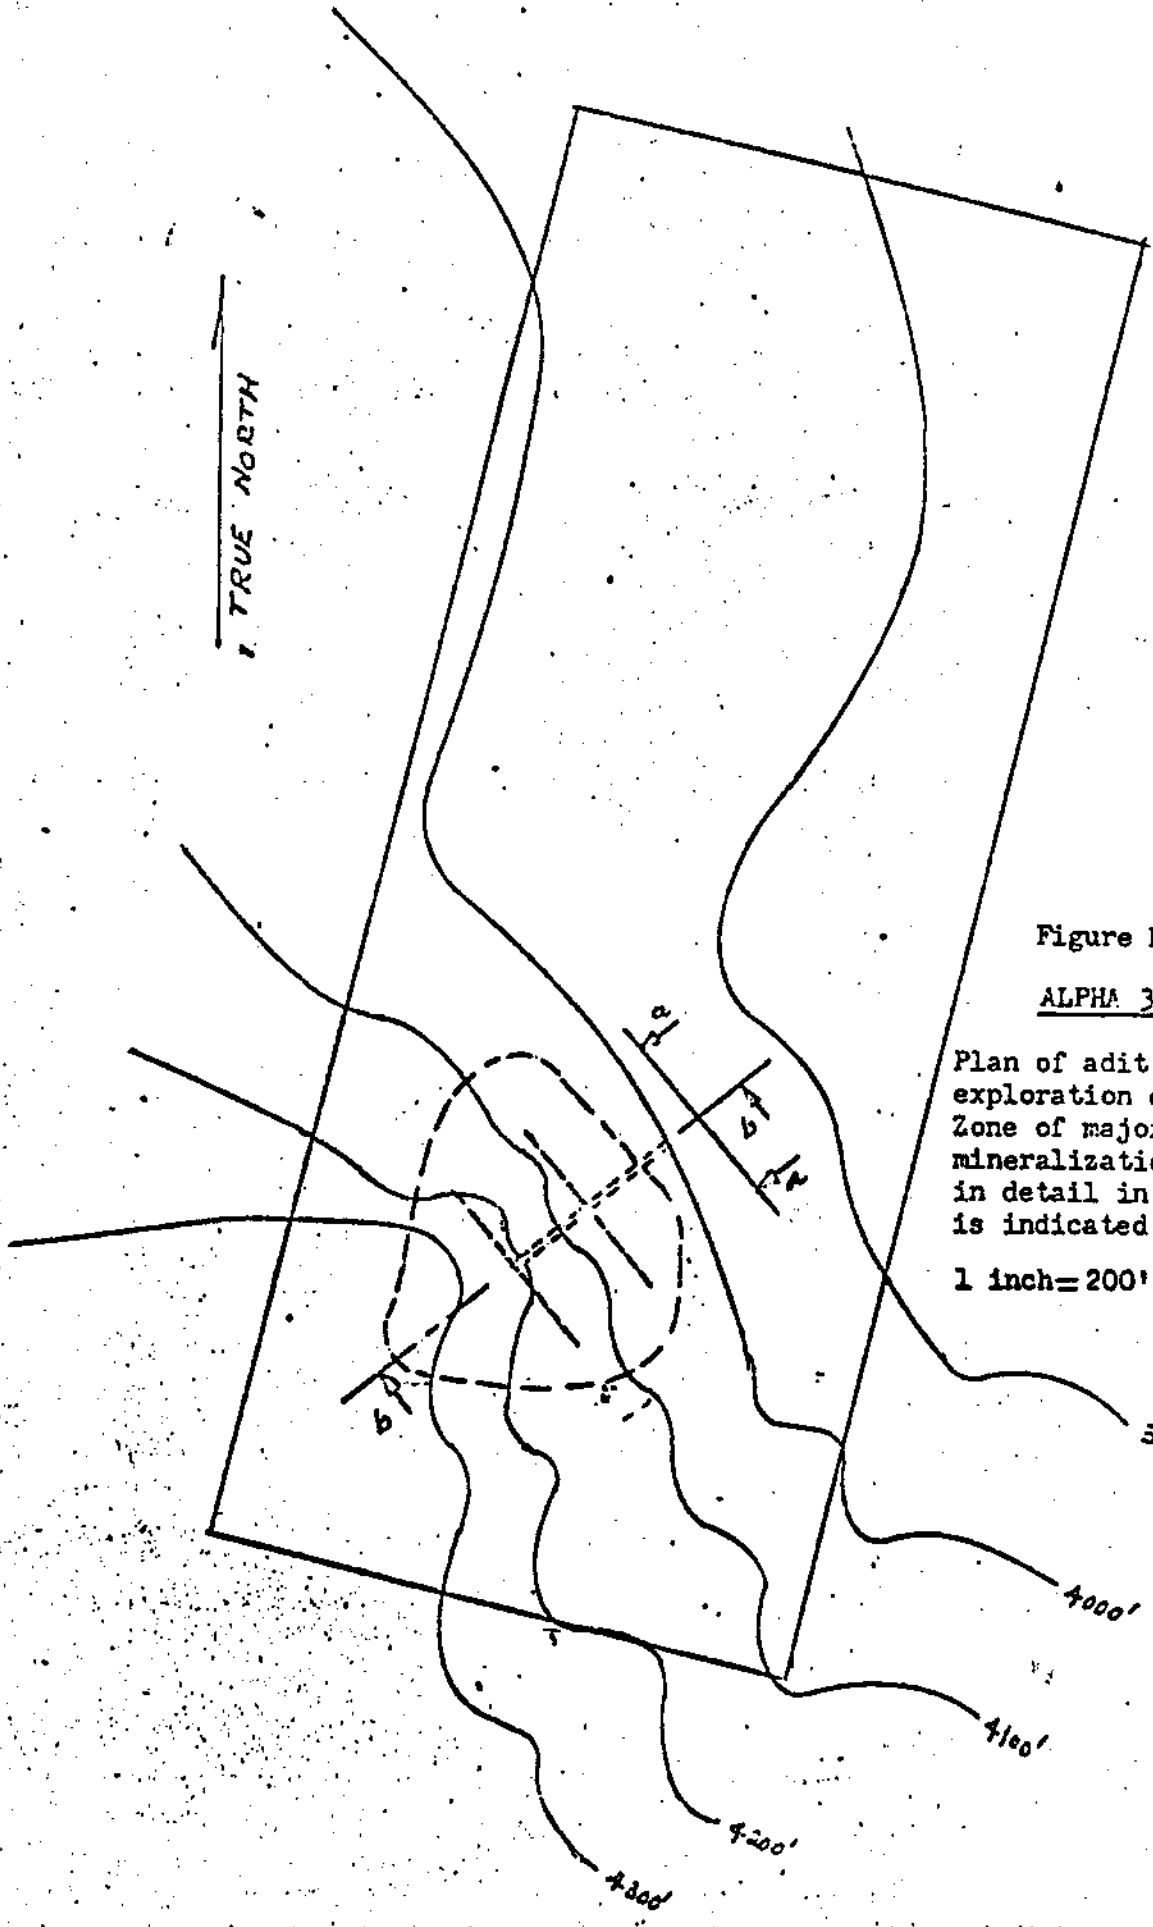 TRUE NORTH
Figure
ALPHA 3
Plan of adit
exploration
Zone of major
mineralizatio
in detail in
is indicated
1 inch=200'
a
b
a
b
4000'
4100'
4200'
4300'